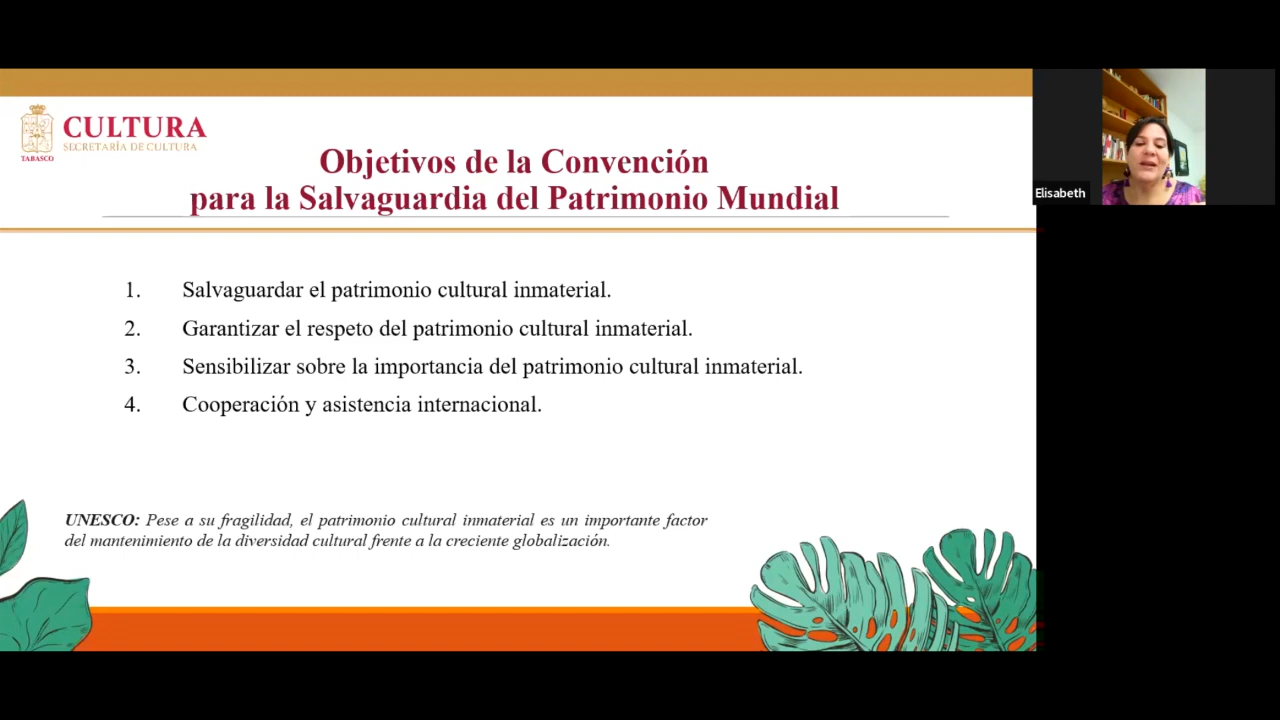 CULTURA
SECRETARÍA DE CULTURA
TABASCO
Objetivos de la Convención
para la Salvaguardia del Patrimonio Mundial
Elisabeth
1. Salvaguardar el patrimonio cultural inmaterial.
2. Garantizar el respeto del patrimonio cultural inmaterial.
3. Sensibilizar sobre la importancia del patrimonio cultural inmaterial.
4. Cooperación y asistencia internacional.
UNESCO: Pese a su fragilidad, el patrimonio cultural inmaterial es un importante factor
del mantenimiento de la diversidad cultural frente a la creciente globalización.